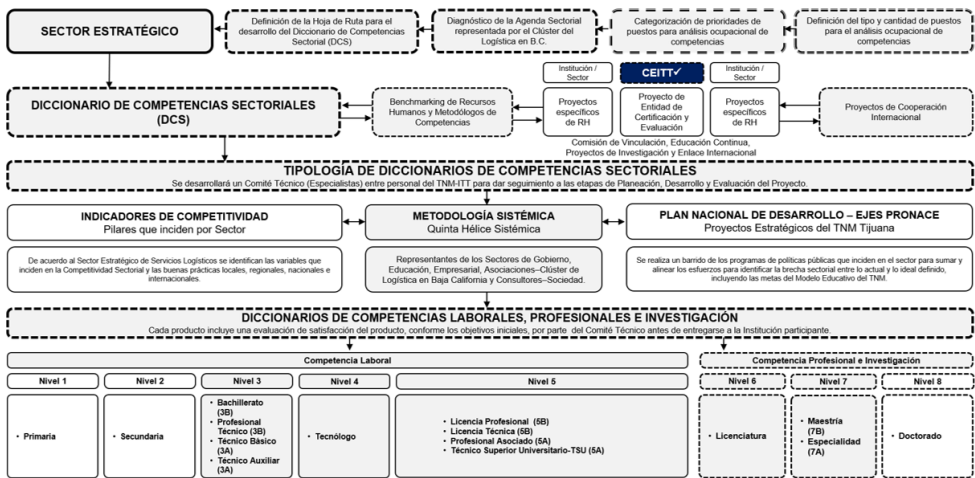 SECTOR ESTRATÉGICO
Definición de la Hoja de Ruta para el
desarrollo del Diccionario de Competencias
Sectorial (DCS)
Diagnóstico de la Agenda Sectorial
representada por el Clúster del
Logística en B.C.
Categorización de prioridades de
puestos para análisis ocupacional de
competencias
Definición del tipo y cantidad de puestos
para el análisis ocupacional de
competencias
DICCIONARIO DE COMPETENCIAS SECTORIALES
(DCS)
Benchmarking de Recursos
Humanos y Metodólogos de
Competencias
Institución /
Sector
CEITT✓
Institución /
Sector
Proyectos
específicos
de RH
Proyecto de
Entidad de
Certificación y
Evaluación
Proyectos
específicos
de RH
Proyectos de Cooperación
Internacional
Comisión de Vinculación, Educación Continua,
Proyectos de Investigación y Enlace Internacional
TIPOLOGÍA DE DICCIONARIOS DE COMPETENCIAS SECTORIALES
Se desarrollará un Comité Técnico (Especialistas) entre personal del TNM-ITT para dar seguimiento a las etapas de Planeación, Desarrollo y Evaluación del Proyecto.
INDICADORES DE COMPETITIVIDAD
Pilares que inciden por Sector
METODOLOGÍA SISTÉMICA
Quinta Hélice Sistémica
PLAN NACIONAL DE DESARROLLO – EJES PRONACE
Proyectos Estratégicos del TNM Tijuana
De acuerdo al Sector Estratégico de Servicios Logísticos se identifican las variables que
inciden en la Competitividad Sectorial y las buenas prácticas locales, regionales, nacionales e
internacionales.
Representantes de los Sectores de Gobierno,
Educación, Empresarial, Asociaciones–Clúster de
Logística en Baja California y Consultores–Sociedad.
Se realiza un barrido de los programas de políticas públicas que inciden en el sector para sumar y
alinear los esfuerzos para identificar la brecha sectorial entre lo actual y lo ideal definido,
incluyendo las metas del Modelo Educativo del TNM.
DICCIONARIOS DE COMPETENCIAS LABORALES, PROFESIONALES E INVESTIGACIÓN
Cada producto incluye una evaluación de satisfacción del producto, conforme los objetivos iniciales, por parte del Comité Técnico antes de entregarse a la Institución participante.
Competencia Laboral
Competencia Profesional e Investigación
Nivel 1
Nivel 2
Nivel 3
Nivel 4
Nivel 5
Nivel 6
Nivel 7
Nivel 8
• Primaria
• Secundaria
• Bachillerato
(3B)
• Profesional
Técnico (3B)
• Técnico Básico
(3A)
• Técnico Auxiliar
(3A)
• Tecnólogo
• Licencia Profesional (5B)
• Licencia Técnica (5B)
• Profesional Asociado (5A)
• Técnico Superior Universitario-TSU (5A)
• Licenciatura
• Maestría
(7B)
• Especialidad
(7A)
• Doctorado